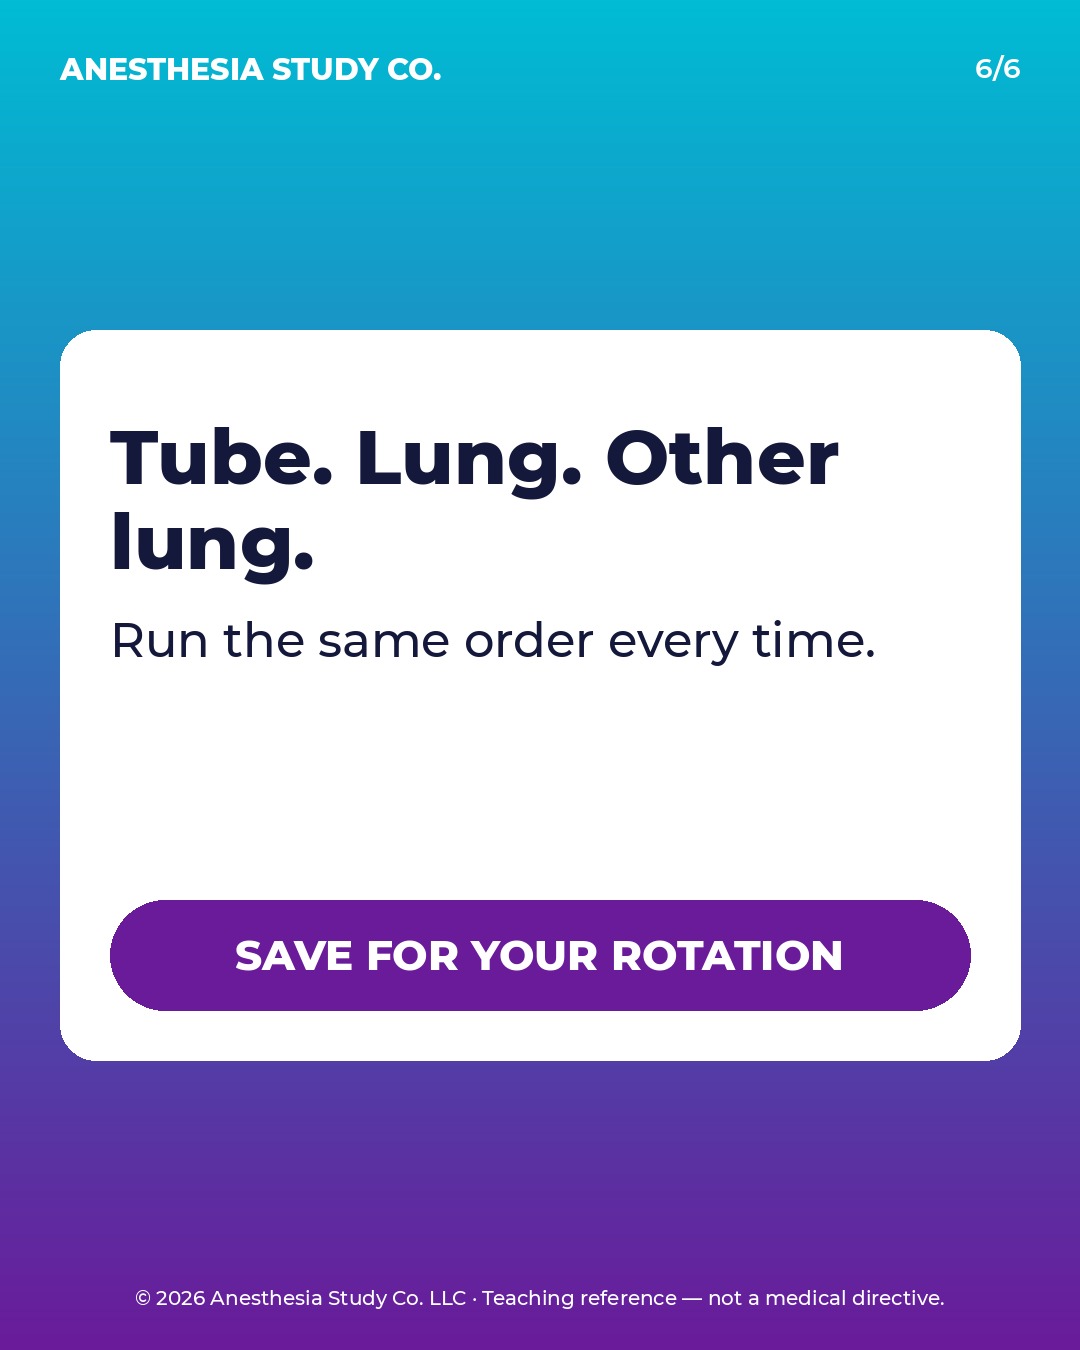 ANESTHESIA STUDY CO.
6/6
Tube. Lung. Other
lung.
Run the same order every time.
SAVE FOR YOUR ROTATION
© 2026 Anesthesia Study Co. LLC · Teaching reference — not a medical directive.